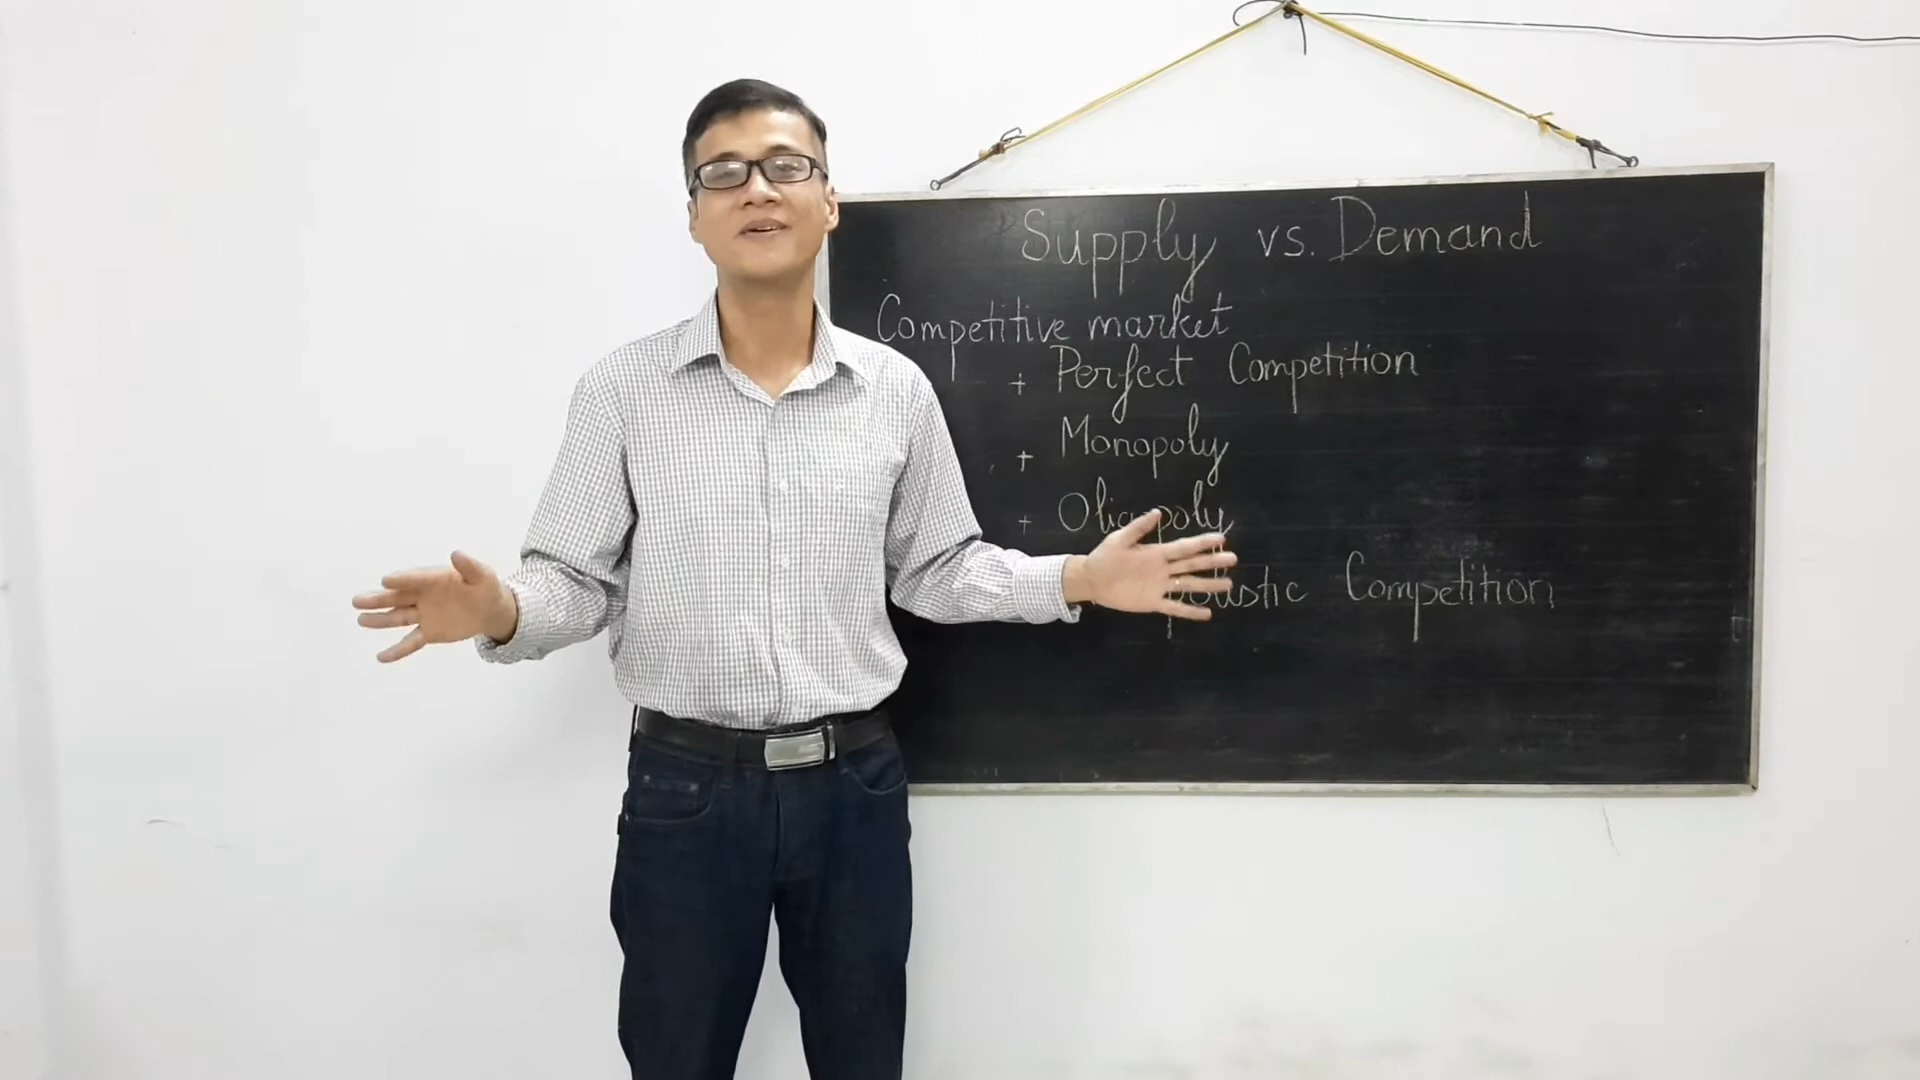 Supply vs. Demand
Competitive market
+ Perfect Competition
+ Monopoly
+ Oligopoly
Competition